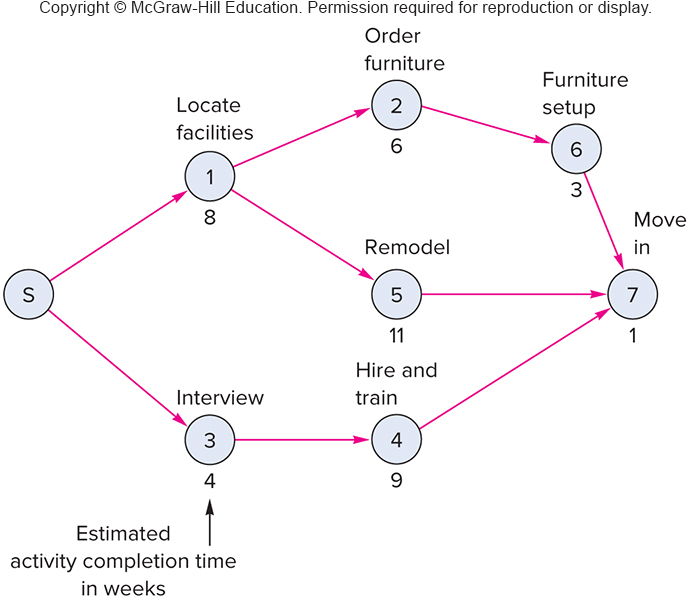 Copyright © McGraw-Hill Education. Permission required for reproduction or display.
Order
furniture
2
6
Furniture
setup
6
3
Locate
facilities
1
8
Move
in
7
1
Remodel
5
11
S
Hire and
train
4
9
Interview
3
4
Estimated
activity completion time
in weeks